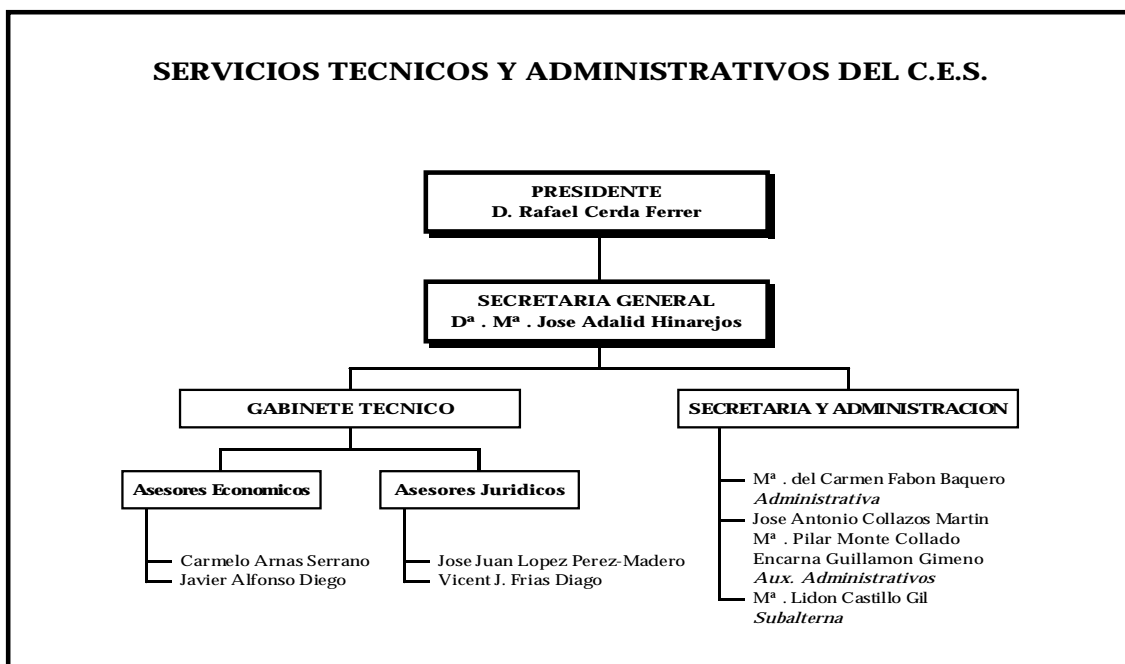 SERVICIOS TECNICOS Y ADMINISTRATIVOS DEL C.E.S.
PRESIDENTE
D. Rafael Cerda Ferrer
SECRETARIA GENERAL
Dª . Mª . Jose Adalid Hinarejos
GABINETE TECNICO
SECRETARIA Y ADMINISTRACION
Asesores Economicos
Asesores Juridicos
Carmelo Arnas Serrano
Javier Alfonso Diego
Jose Juan Lopez Perez-Madero
Vicent J. Frias Diago
Mª . del Carmen Fabon Baquero
Administrativa
Jose Antonio Collazos Martin
Mª . Pilar Monte Collado
Encarna Guillamon Gimeno
Aux. Administrativos
Mª . Lidon Castillo Gil
Subalterna